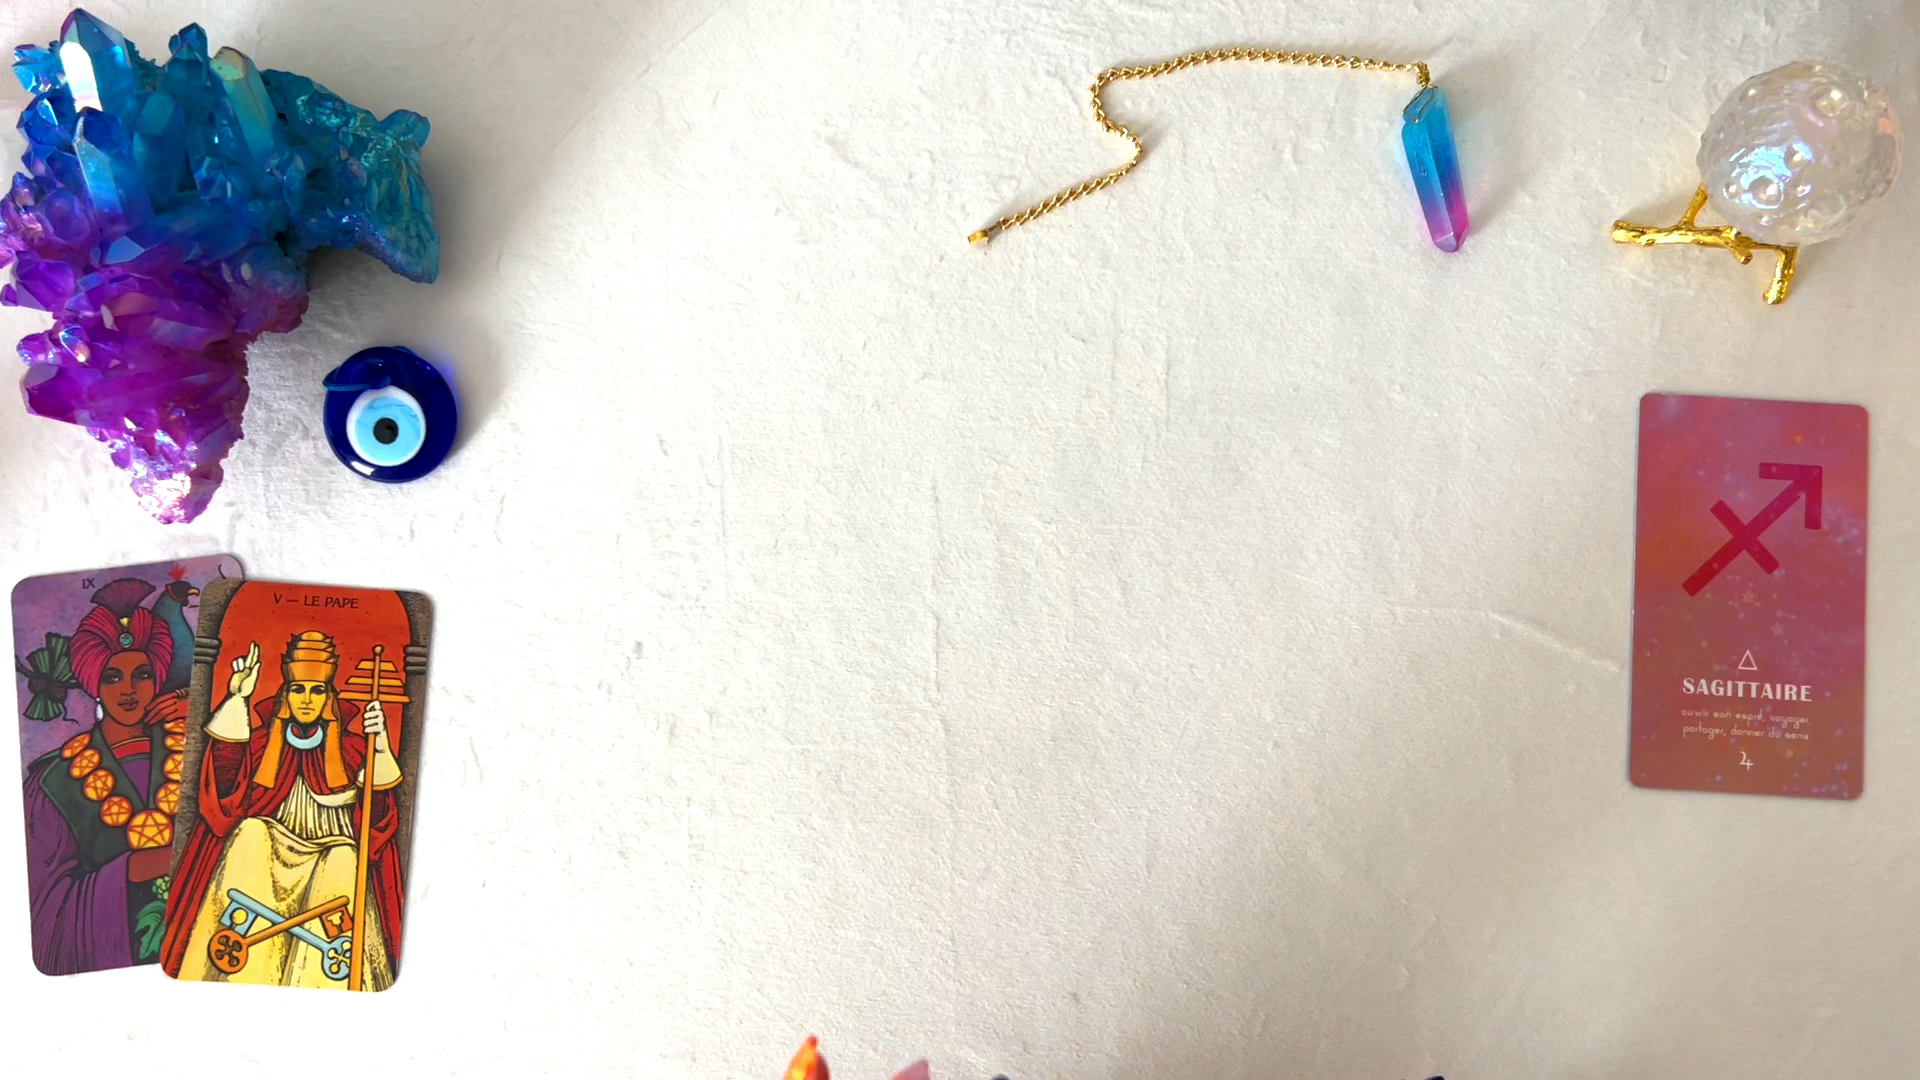 IX
V — LE PAPE
SAGITTAIRE
ouvrir son esprit, voyager
partager, donner du sens